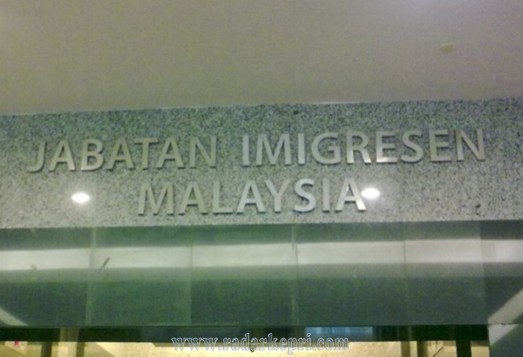 JABATAN IMIGRESEN
MALAYSIA
www.radarkepri.com